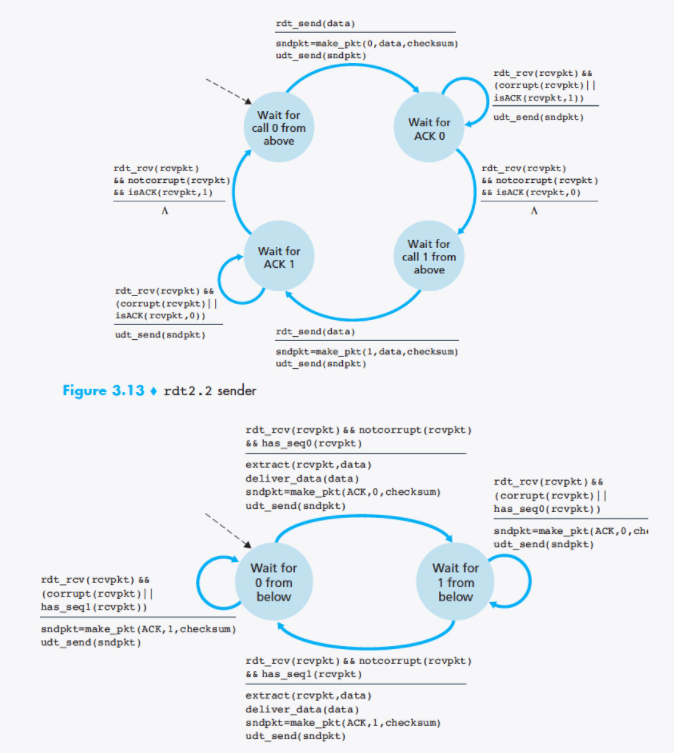 rdt_send(data)
sndpkt=make_pkt(0,data,checksum)
udt_send(sndpkt)
rdt_rcv(rcvpkt) &&
(corrupt(rcvpkt)||
isACK(rcvpkt,1))
udt_send(sndpkt)
Wait for
call 0 from
above
Wait for
ACK 0
rdt_rcv(rcvpkt)
&& notcorrupt(rcvpkt)
&& isACK(rcvpkt,1)
Λ
rdt_rcv(rcvpkt)
&& notcorrupt(rcvpkt)
&& isACK(rcvpkt,0)
Λ
Wait for
ACK 1
Wait for
call 1 from
above
rdt_rcv(rcvpkt) &&
(corrupt(rcvpkt)||
isACK(rcvpkt,0))
udt_send(sndpkt)
rdt_send(data)
sndpkt=make_pkt(1,data,checksum)
udt_send(sndpkt)
Figure 3.13 ♦ rdt2.2 sender
rdt_rcv(rcvpkt) && notcorrupt(rcvpkt)
&& has_seq0(rcvpkt)
extract(rcvpkt,data)
deliver_data(data)
sndpkt=make_pkt(ACK,0,checksum)
udt_send(sndpkt)
rdt_rcv(rcvpkt) &&
(corrupt(rcvpkt)||
has_seq0(rcvpkt))
sndpkt=make_pkt(ACK,0,che
udt_send(sndpkt)
Wait for
0 from
below
Wait for
1 from
below
rdt_rcv(rcvpkt) &&
(corrupt(rcvpkt)||
has_seq1(rcvpkt))
sndpkt=make_pkt(ACK,1,checksum)
udt_send(sndpkt)
rdt_rcv(rcvpkt) && notcorrupt(rcvpkt)
&& has_seq1(rcvpkt)
extract(rcvpkt,data)
deliver_data(data)
sndpkt=make_pkt(ACK,1,checksum)
udt_send(sndpkt)